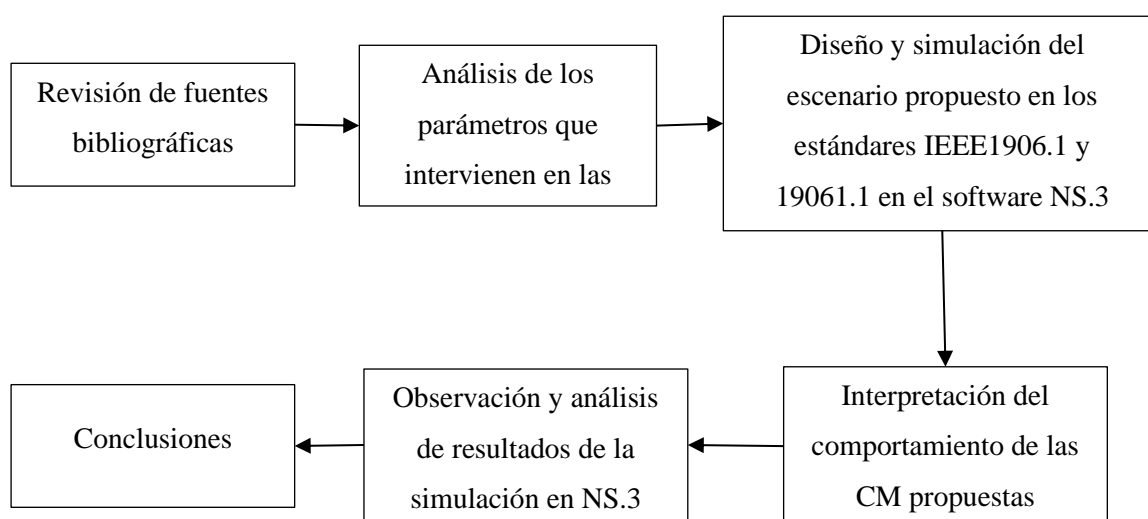 Revisión de fuentes
bibliográficas
Análisis de los
parámetros que
intervienen en las
Diseño y simulación del
escenario propuesto en los
estándares IEEE1906.1 y
19061.1 en el software NS.3
Interpretación del
comportamiento de las
CM propuestas
Observación y análisis
de resultados de la
simulación en NS.3
Conclusiones